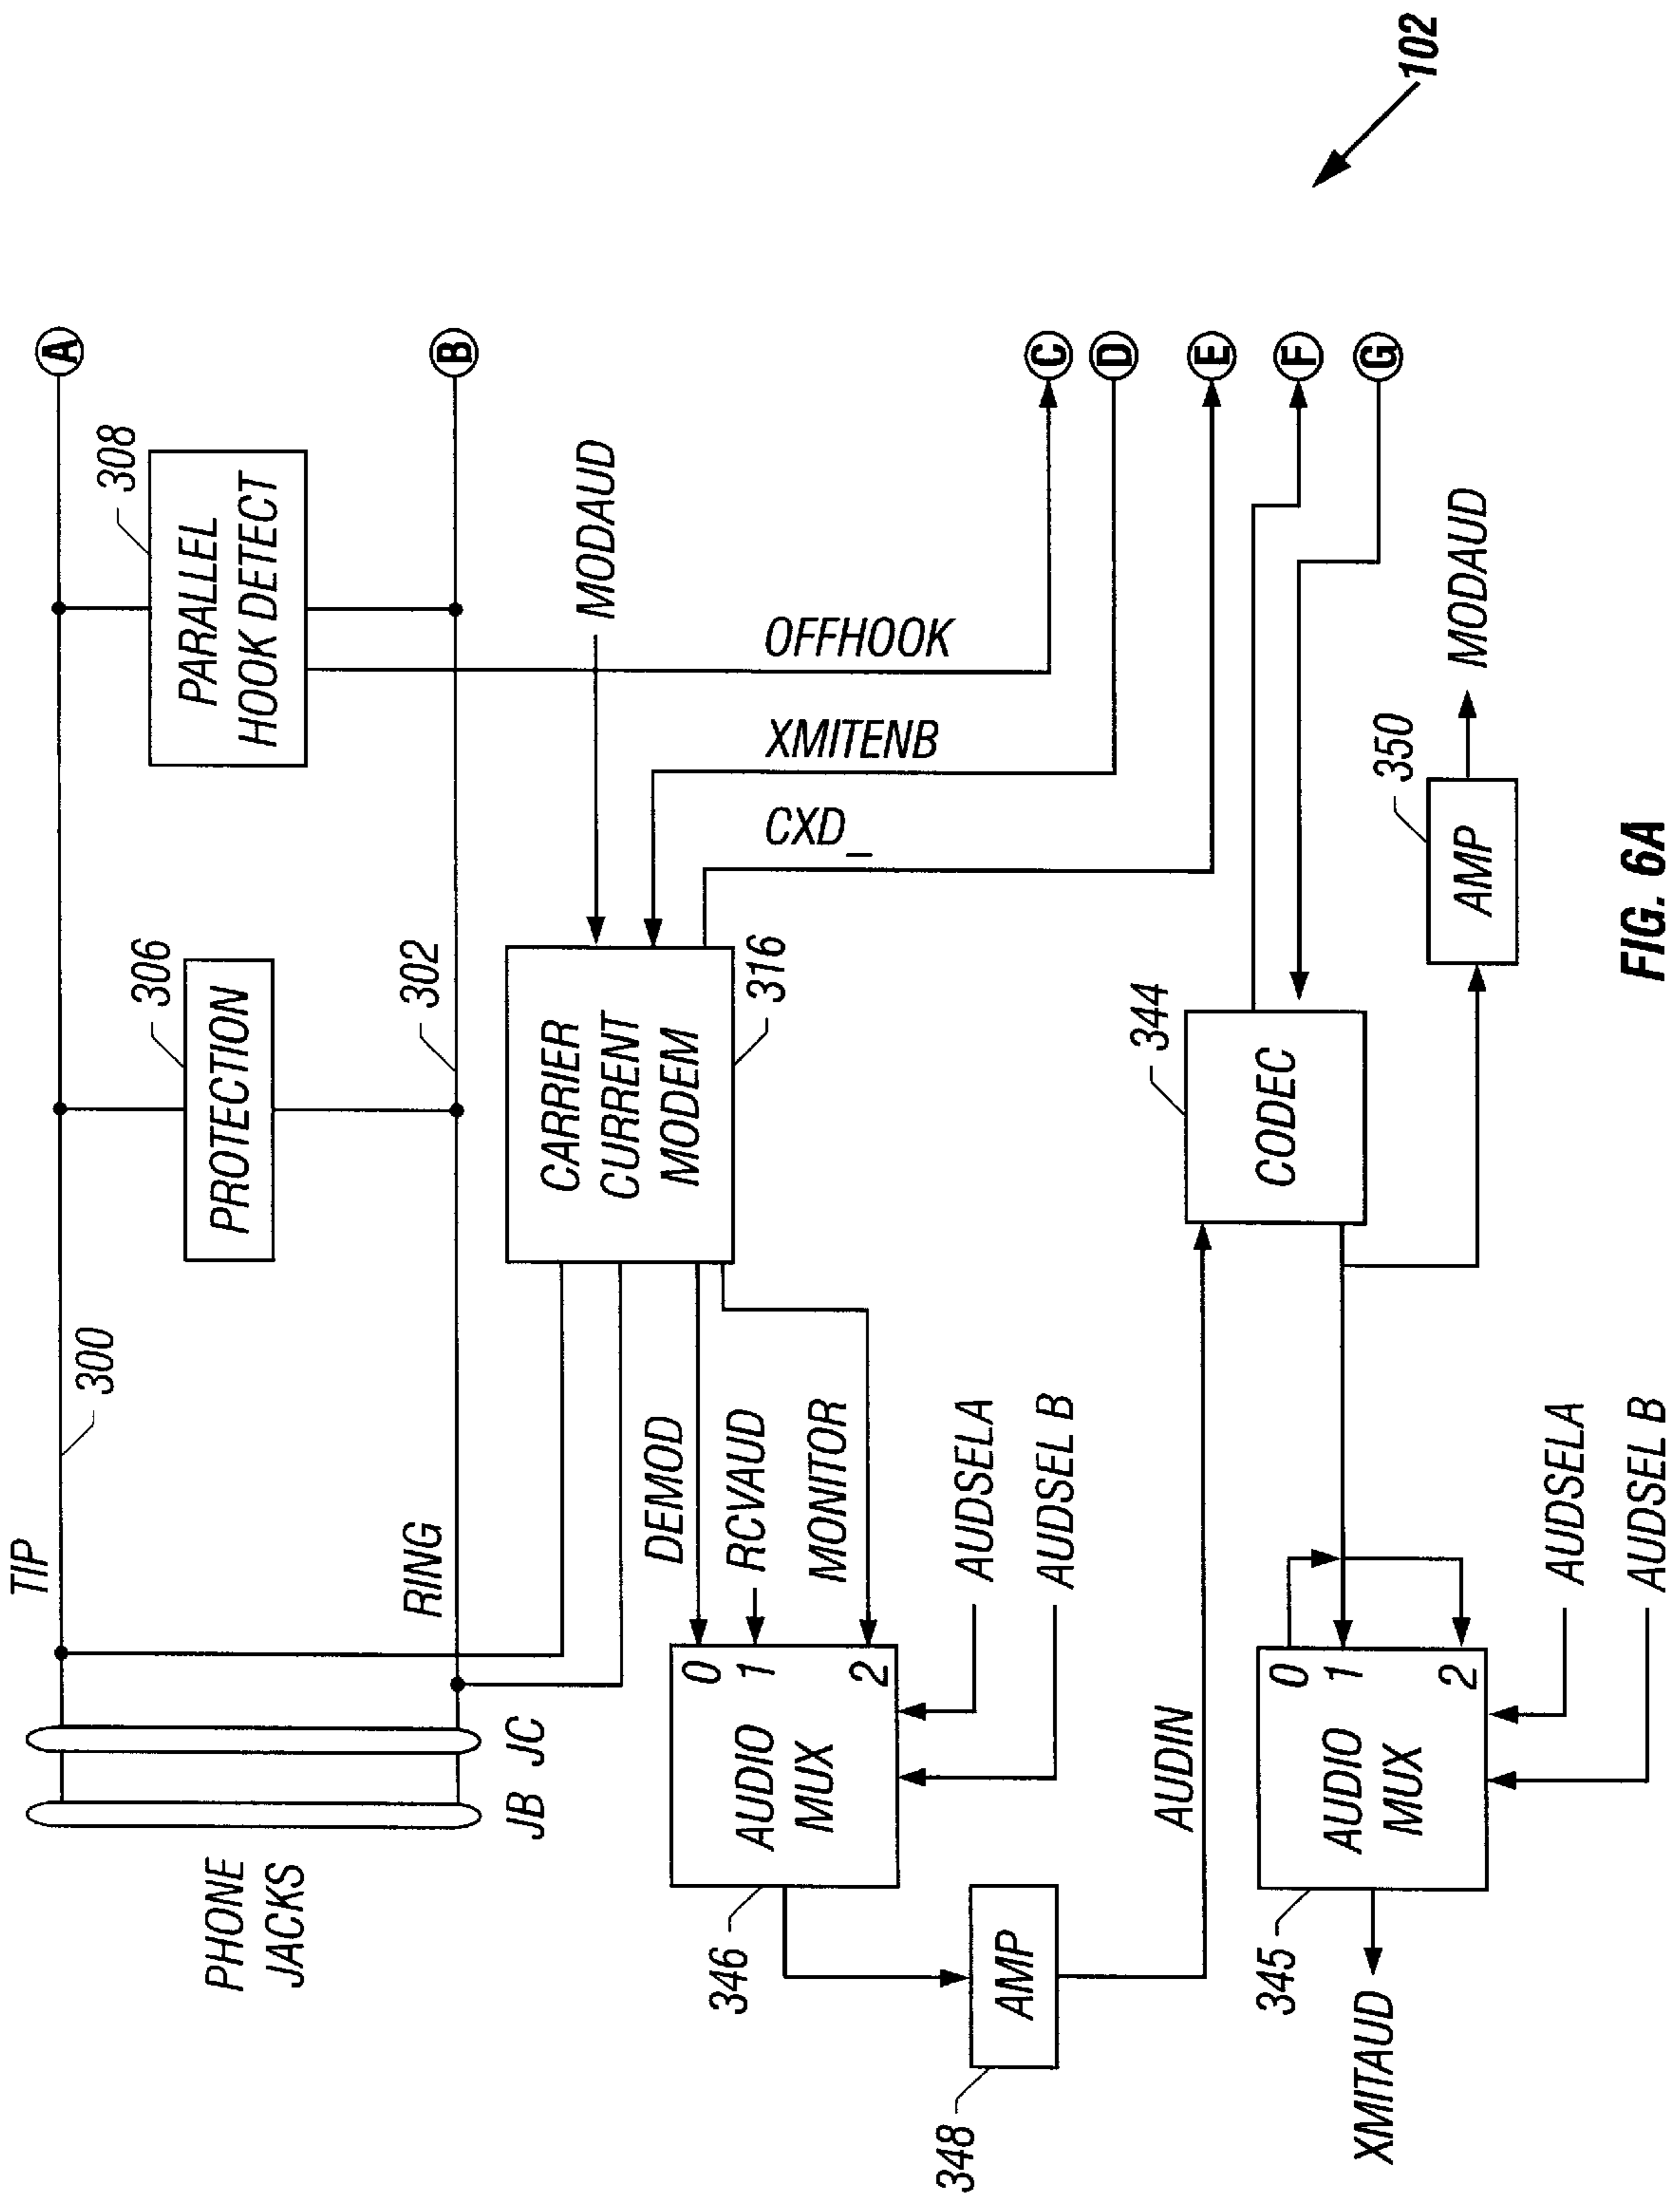 PHONE
JACKS
JB JC
TIP
300
RING
302
PROTECTION
306
PARALLEL
HOOK DETECT
308
A
B
CARRIER
CURRENT
MODEM
316
MODAUD
OFFHOOK
XMITENB
CXD_
C
D
E
F
G
DEMOD
RCVAUD
MONITOR
AUDSELA
AUDSEL B
0
1
2
AUDIO
MUX
346
AMP
348
AUDIN
CODEC
344
AMP
350
MODAUD
0
1
2
AUDIO
MUX
345
XMITAUD
AUDSELA
AUDSEL B
102
FIG. 6A